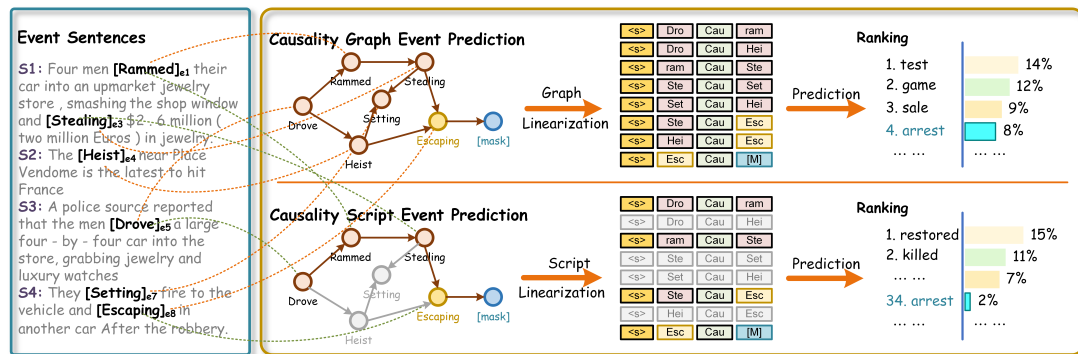 Event Sentences
S1: Four men [Rammed]e1 their
car into an upmarket jewelry
store , smashing the shop window
and [Stealing]e3 $2- 6 million (
two million Euros ) in jewelry.
S2: The [Heist]e4 near Place
Vendome is the latest to hit
France
S3: A police source reported
that the men [Drove]e5 a large
four - by - four car into the
store, grabbing jewelry and
luxury watches
S4: They [Setting]e7 fire to the
vehicle and [Escaping]e8 in
another car After the robbery.
Causality Graph Event Prediction
Rammed
Stealing
Drove
Setting
Heist
Escaping
[mask]
Graph
Linearization
<s> Dro Cau ram
<s> Dro Cau Hei
<s> ram Cau Ste
<s> Ste Cau Set
<s> Set Cau Hei
<s> Ste Cau Esc
<s> Hei Cau Esc
<s> Esc Cau [M]
Prediction
Ranking
1. test 14%
2. game 12%
3. sale 9%
4. arrest 8%
... ... ... ...
Causality Script Event Prediction
Rammed
Stealing
Drove
Setting
Heist
Escaping
[mask]
Script
Linearization
<s> Dro Cau ram
<s> Dro Cau Hei
<s> ram Cau Ste
<s> Ste Cau Set
<s> Set Cau Hei
<s> Ste Cau Esc
<s> Hei Cau Esc
<s> Esc Cau [M]
Prediction
Ranking
1. restored 15%
2. killed 11%
... ... 7%
34. arrest 2%
... ... ... ...